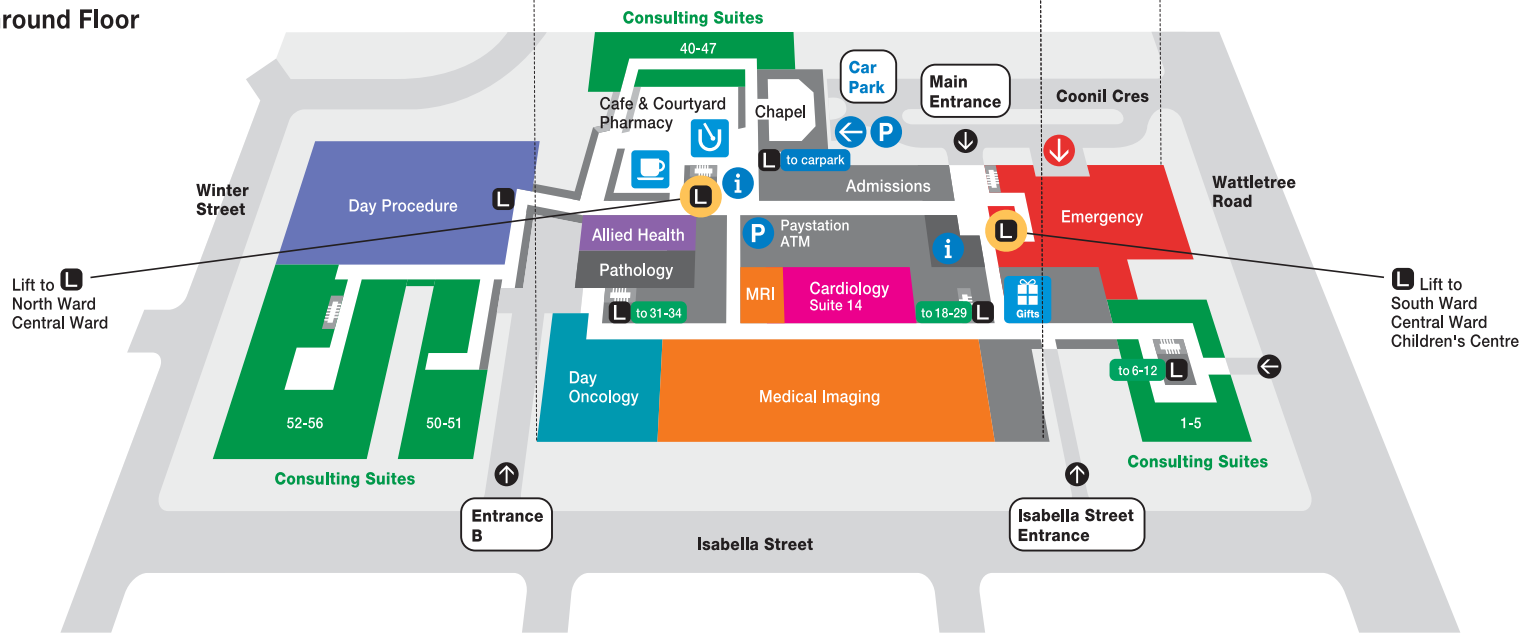 round Floor
Consulting Suites
40-47
Cafe & Courtyard
Pharmacy
Chapel
Car
Park
Main
Entrance
Coonil Cres
P
L to carpark
i
Admissions
Winter
Street
Day Procedure
L
L
Wattletree
Road
Emergency
L
Allied Health
P Paystation
ATM
i
Pathology
Lift to L
North Ward
Central Ward
L Lift to
South Ward
Central Ward
Children's Centre
MRI
Cardiology
Suite 14
L to 31-34
to 18-29 L
Gifts
to 6-12 L
Day
Oncology
Medical Imaging
52-56
50-51
1-5
Consulting Suites
Consulting Suites
Entrance
B
Isabella Street
Entrance
Isabella Street